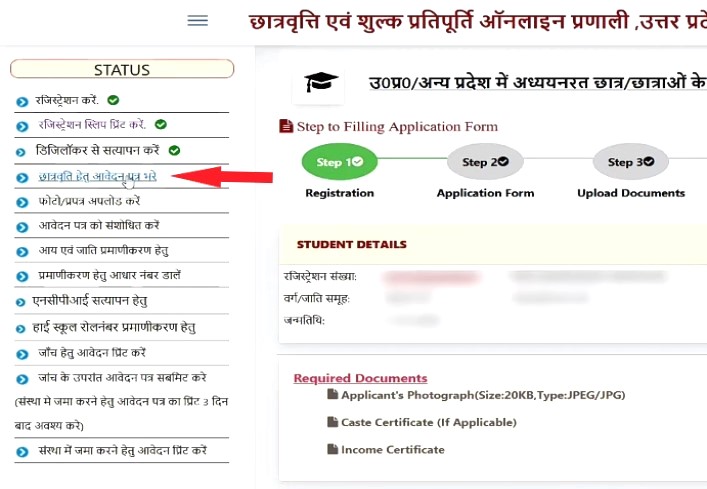 छात्रवृत्ति एवं शुल्क प्रतिपूर्ति ऑनलाइन प्रणाली ,उत्तर
STATUS
रजिस्ट्रेशन करें.
रजिस्ट्रेशन स्लिप प्रिंट करें.
डिजिलॉकर से सत्यापन करें
छात्रवृति हेतु आवेदन पत्र भरे
फोटो/प्रपत्र अपलोड करें
आवेदन पत्र को संशोधित करें
आय एवं जाति प्रमाणीकरण हेतु
प्रमाणीकरण हेतु आधार नंबर डालें
एनसीपीआई सत्यापन हेतु
हाई स्कूल रोलनंबर प्रमाणीकरण हेतु
जाँच हेतु आवेदन प्रिंट करें
जांच के उपरांत आवेदन पत्र सबमिट करे
(संस्था मे जमा करने हेतु आवेदन पत्र का प्रिंट 3 दिन
बाद अवश्य करे)
संस्था में जमा करने हेतु आवेदन प्रिंट करें
उ0प्र0/अन्य प्रदेश में अध्ययनरत छात्र/छात्राओं के
Step to Filling Application Form
Step 1 Step 2 Step 3
Registration Application Form Upload Documents
STUDENT DETAILS
रजिस्ट्रेशन संख्या:
वर्ग/जाति समूह:
जन्मतिथि:
Required Documents
Applicant's Photograph(Size:20KB,Type:JPEG/JPG)
Caste Certificate (If Applicable)
Income Certificate